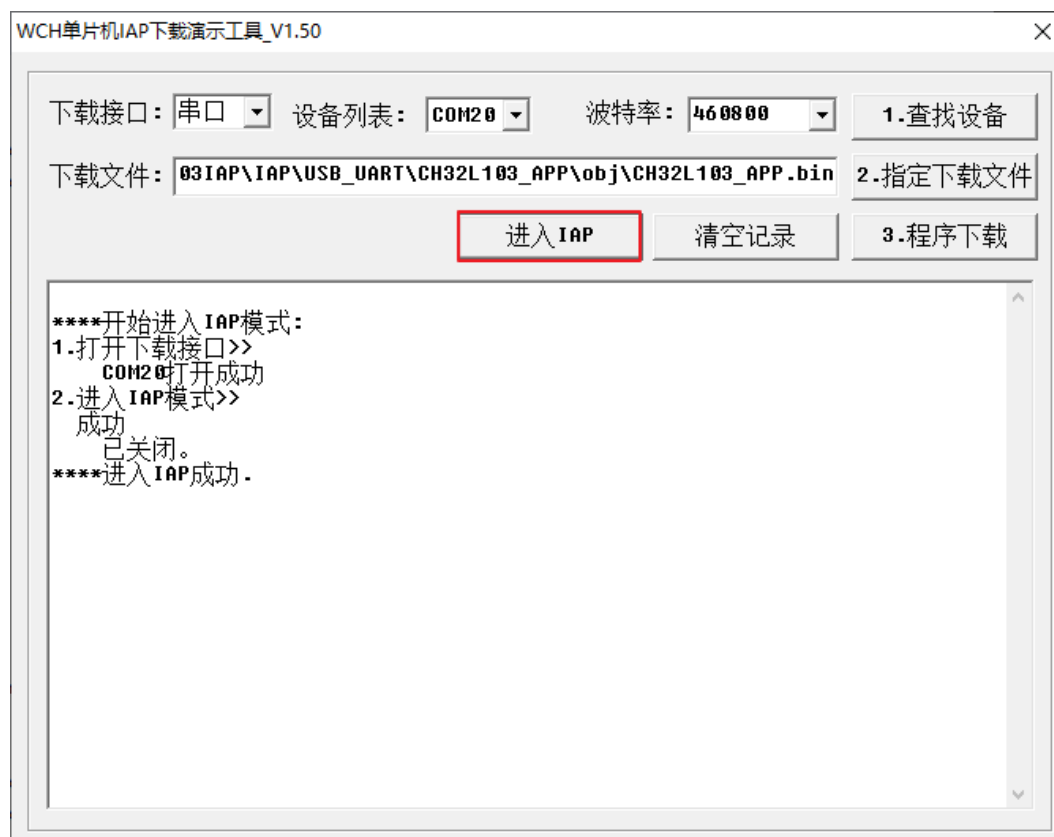 WCH单片机IAP下载演示工具_V1.50
下载接口: 串口 设备列表: COM20 波特率: 460800 1.查找设备
下载文件: 03IAP\IAP\USB_UART\CH32L103_APP\obj\CH32L103_APP.bin 2.指定下载文件
进入IAP 清空记录 3.程序下载
****开始进入IAP模式:
1.打开下载接口>>
COM20打开成功
2.进入IAP模式>>
成功
已关闭。
****进入IAP成功.